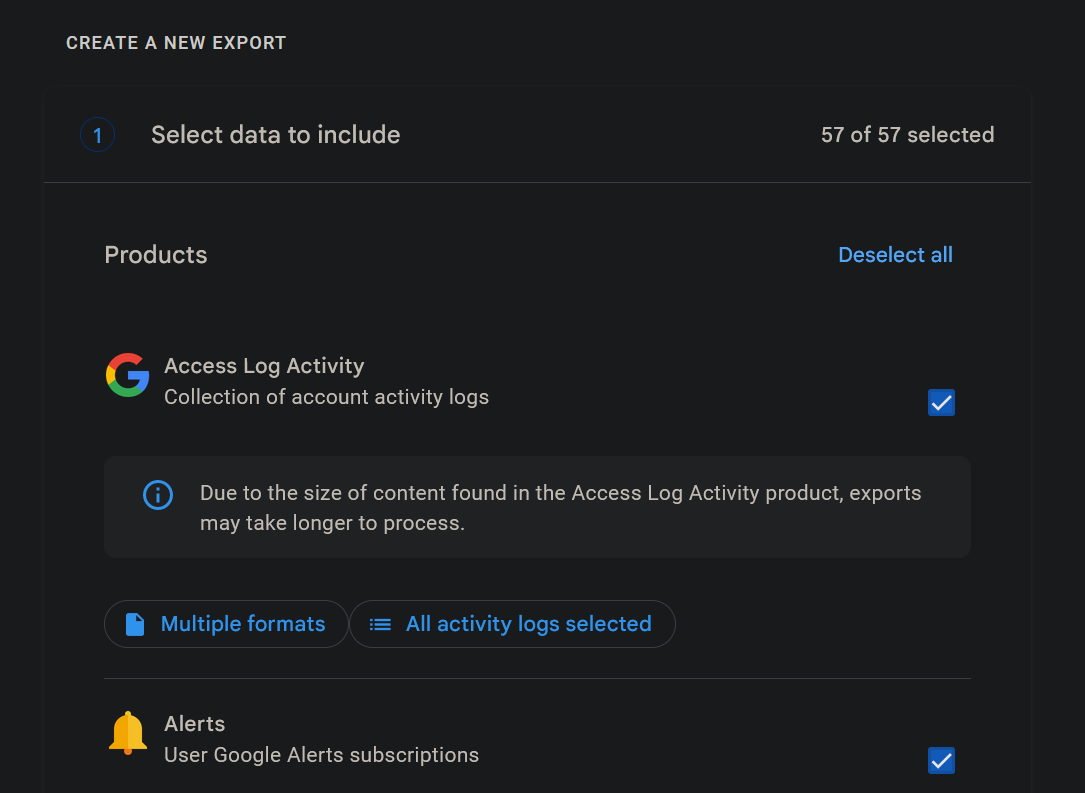 CREATE A NEW EXPORT
1 Select data to include 57 of 57 selected
Products Deselect all
Access Log Activity
Collection of account activity logs
Due to the size of content found in the Access Log Activity product, exports
may take longer to process.
Multiple formats All activity logs selected
Alerts
User Google Alerts subscriptions